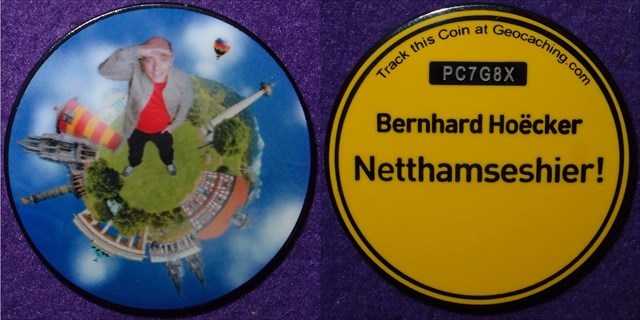 Track this Coin at Geocaching.com
PC7G8X
Bernhard Hoëcker
Netthamseshier!